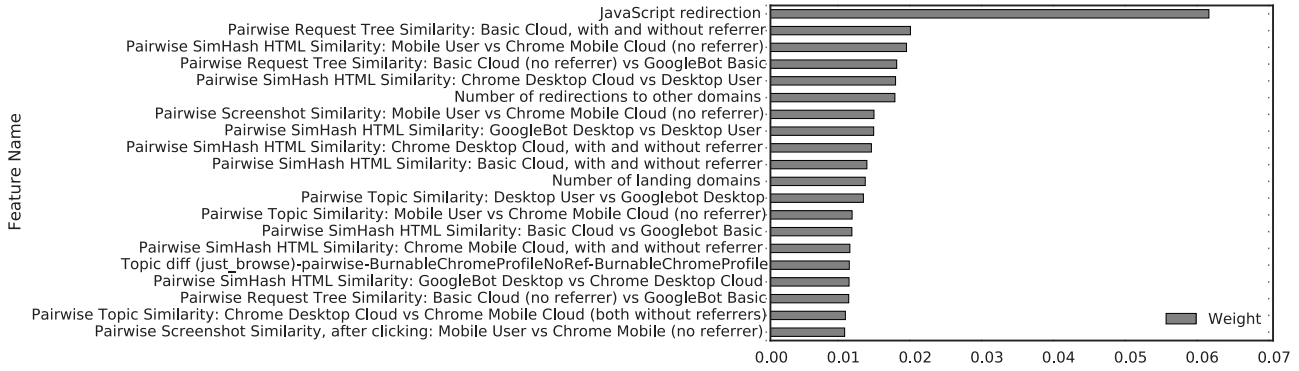 JavaScript redirection
Pairwise Request Tree Similarity: Basic Cloud, with and without referrer
Pairwise SimHash HTML Similarity: Mobile User vs Chrome Mobile Cloud (no referrer)
Pairwise Request Tree Similarity: Basic Cloud (no referrer) vs GoogleBot Basic
Pairwise SimHash HTML Similarity: Chrome Desktop Cloud vs Desktop User
Number of redirections to other domains
Pairwise Screenshot Similarity: Mobile User vs Chrome Mobile Cloud (no referrer)
Pairwise SimHash HTML Similarity: GoogleBot Desktop vs Desktop User
Pairwise SimHash HTML Similarity: Chrome Desktop Cloud, with and without referrer
Pairwise SimHash HTML Similarity: Basic Cloud, with and without referrer
Number of landing domains
Pairwise Topic Similarity: Desktop User vs Googlebot Desktop
Pairwise Topic Similarity: Mobile User vs Chrome Mobile Cloud (no referrer)
Pairwise SimHash HTML Similarity: Basic Cloud vs Googlebot Basic
Pairwise SimHash HTML Similarity: Chrome Mobile Cloud, with and without referrer
Topic diff (just_browse)-pairwise-BurnableChromeProfileNoRef-BurnableChromeProfile
Pairwise SimHash HTML Similarity: GoogleBot Desktop vs Chrome Desktop Cloud
Pairwise Request Tree Similarity: Basic Cloud (no referrer) vs GoogleBot Basic
Pairwise Topic Similarity: Chrome Desktop Cloud vs Chrome Mobile Cloud (both without referrers)
Pairwise Screenshot Similarity, after clicking: Mobile User vs Chrome Mobile (no referrer)
Feature Name
Weight
0.00 0.01 0.02 0.03 0.04 0.05 0.06 0.07